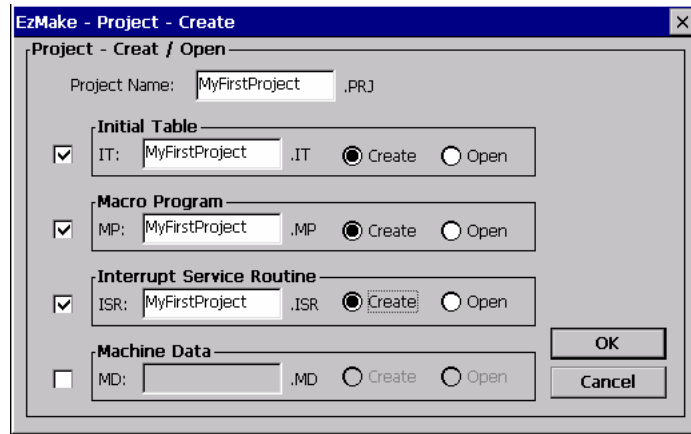 EzMake - Project - Create
Project - Creat / Open
Project Name: MyFirstProject .PRJ
Initial Table
IT: MyFirstProject .IT Create Open
Macro Program
MP: MyFirstProject .MP Create Open
Interrupt Service Routine
ISR: MyFirstProject .ISR Create Open
Machine Data
MD: .MD Create Open
OK
Cancel